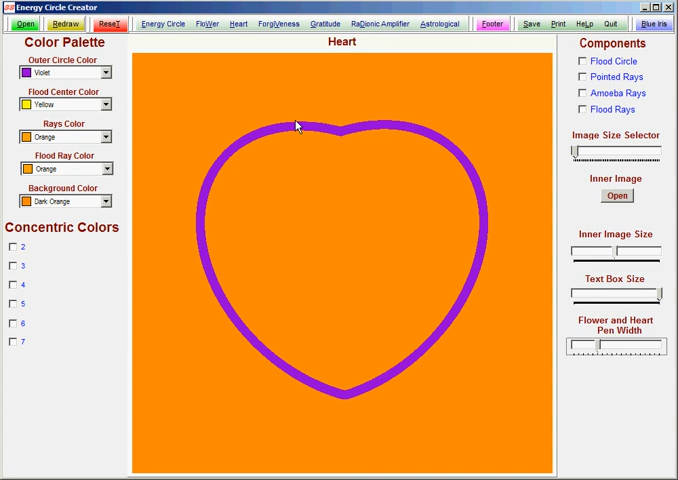 Energy Circle Creator
Open Redraw ReseT Energy Circle FloWer Heart ForgiVeness Gratitude RaDionic Amplifier Astrological Footer Save Print HeLp Quit Blue Iris
Color Palette
Outer Circle Color
Violet
Flood Center Color
Yellow
Rays Color
Orange
Flood Ray Color
Orange
Background Color
Dark Orange
Concentric Colors
2
3
4
5
6
7
Heart
Components
Flood Circle
Pointed Rays
Amoeba Rays
Flood Rays
Image Size Selector
Inner Image
Open
Inner Image Size
Text Box Size
Flower and Heart
Pen Width